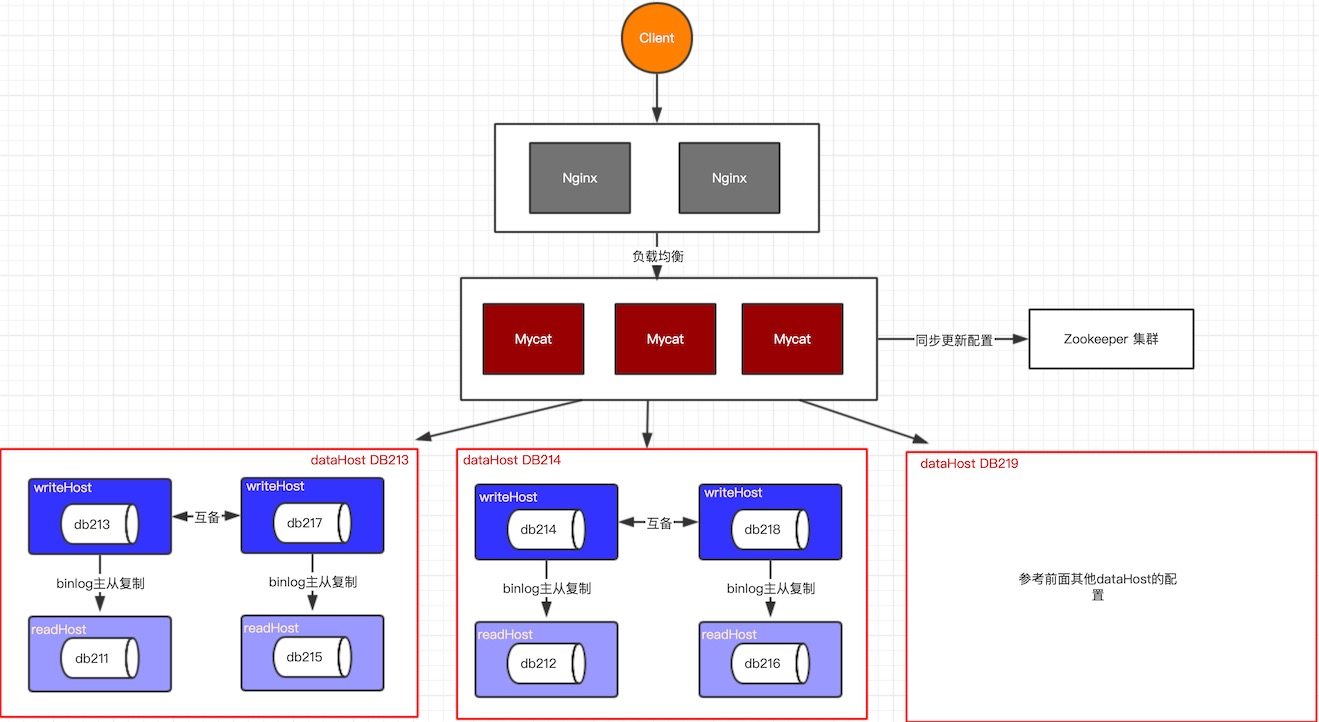 Client
Nginx
Nginx
负载均衡
Mycat
Mycat
Mycat
同步更新配置
Zookeeper 集群
dataHost DB213
writeHost
db213
互备
writeHost
db217
binlog主从复制
binlog主从复制
readHost
db211
readHost
db215
dataHost DB214
writeHost
db214
互备
writeHost
db218
binlog主从复制
binlog主从复制
readHost
db212
readHost
db216
dataHost DB219
参考前面其他dataHost的配
置